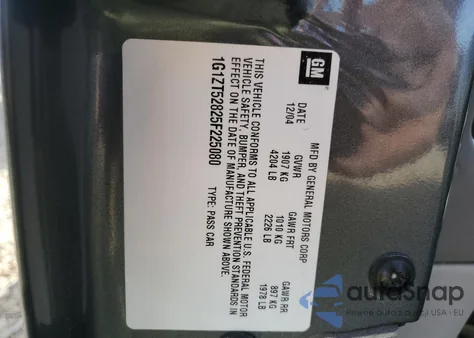 GM
MFD BY GENERAL MOTORS CORP
DATE GVWR GAWR FRT GAWR RR
12/04 1907 KG 1010 KG 897 KG
4204 LB 2226 LB 1978 LB
THIS VEHICLE CONFORMS TO ALL APPLICABLE U.S. FEDERAL MOTOR
VEHICLE SAFETY, BUMPER, AND THEFT PREVENTION STANDARDS IN
EFFECT ON THE DATE OF MANUFACTURE SHOWN ABOVE.
1G1ZT52825F225080 TYPE: PASS CAR
autoSnap